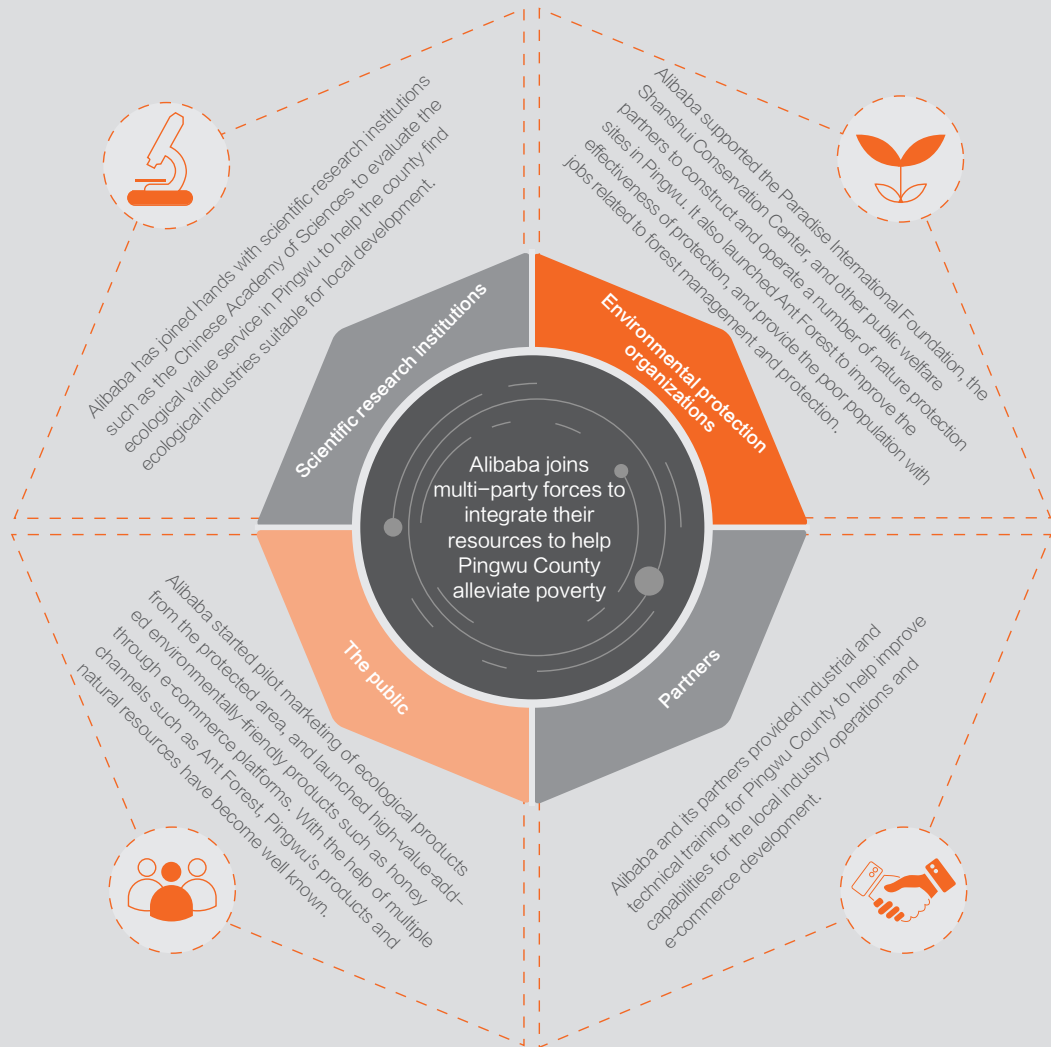 Alibaba has joined hands with scientific research institutions
such as the Chinese Academy of Sciences to evaluate the
ecological value service in Pingwu to help the county find
ecological industries suitable for local development.
Alibaba supported the Paradise International Foundation, the
Shanshui Conservation Center, and other public welfare
partners to construct and operate a number of nature protection
sites in Pingwu. It also launched Ant Forest to improve the
effectiveness of protection, and provide the poor population with
jobs related to forest management and protection.
Scientific research institutions
Environmental protection
organizations
Alibaba joins
multi-party forces to
integrate their
resources to help
Pingwu County
alleviate poverty
The public
Partners
Alibaba started pilot marketing of ecological products
from the protected area, and launched high-value-add-
ed environmentally-friendly products such as honey
through e-commerce platforms. With the help of multiple
channels such as Ant Forest, Pingwu's products and
natural resources have become well known.
Alibaba and its partners provided industrial and
technical training for Pingwu County to help improve
capabilities for the local industry operations and
e-commerce development.